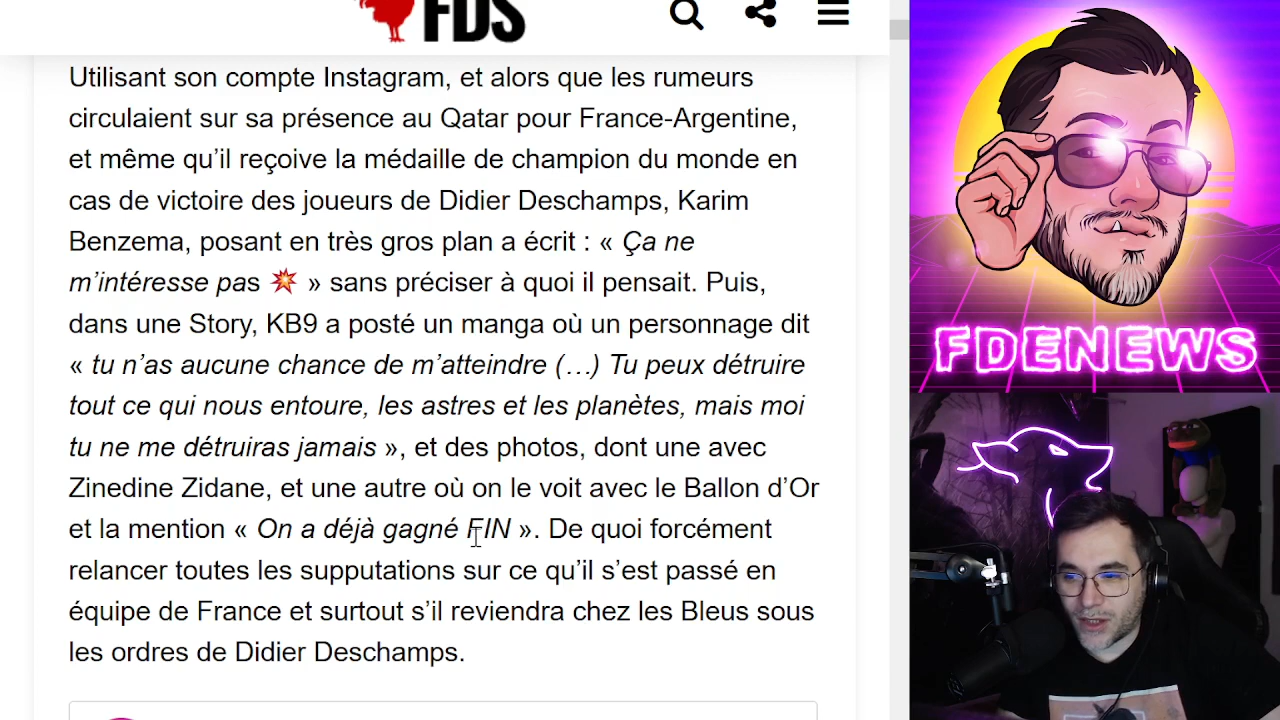 FDS
Utilisant son compte Instagram, et alors que les rumeurs
circulaient sur sa présence au Qatar pour France-Argentine,
et même qu’il reçoive la médaille de champion du monde en
cas de victoire des joueurs de Didier Deschamps, Karim
Benzema, posant en très gros plan a écrit : « Ça ne
m’intéresse pas 💥 » sans préciser à quoi il pensait. Puis,
dans une Story, KB9 a posté un manga où un personnage dit
« tu n’as aucune chance de m’atteindre (…) Tu peux détruire
tout ce qui nous entoure, les astres et les planètes, mais moi
tu ne me détruiras jamais », et des photos, dont une avec
Zinedine Zidane, et une autre où on le voit avec le Ballon d’Or
et la mention « On a déjà gagné FIN ». De quoi forcément
relancer toutes les supputations sur ce qu’il s’est passé en
équipe de France et surtout s’il reviendra chez les Bleus sous
les ordres de Didier Deschamps.
FDENEWS